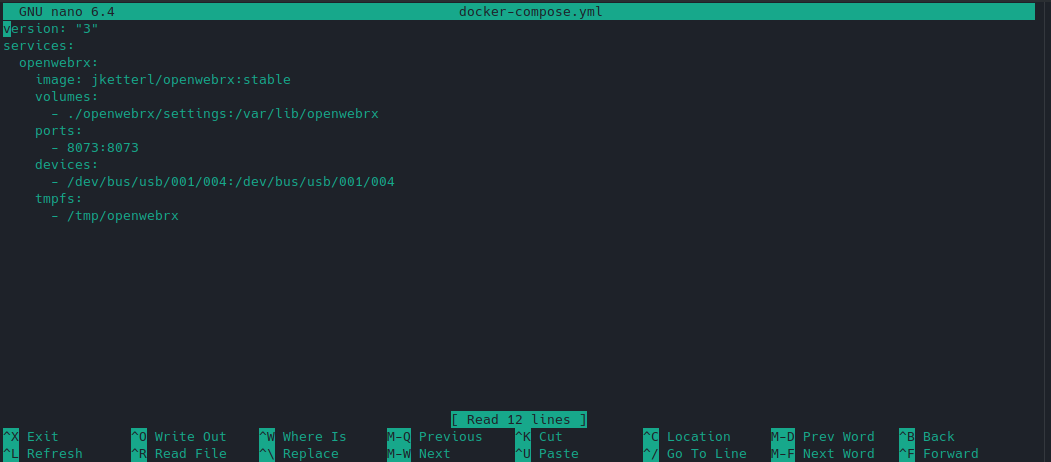 GNU nano 6.4 docker-compose.yml
version: "3"
services:
  openwebrx:
    image: jketterl/openwebrx:stable
    volumes:
      - ./openwebrx/settings:/var/lib/openwebrx
    ports:
      - 8073:8073
    devices:
      - /dev/bus/usb/001/004:/dev/bus/usb/001/004
    tmpfs:
      - /tmp/openwebrx
[ Read 12 lines ]
^X Exit ^O Write Out ^W Where Is M-Q Previous ^K Cut ^C Location M-D Prev Word ^B Back
^L Refresh ^R Read File ^\ Replace M-W Next ^U Paste ^/ Go To Line M-F Next Word ^F Forward